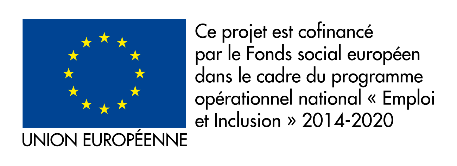 Ce projet est cofinancé
par le Fonds social européen
dans le cadre du programme
opérationnel national « Emploi
et Inclusion » 2014-2020
UNION EUROPÉENNE